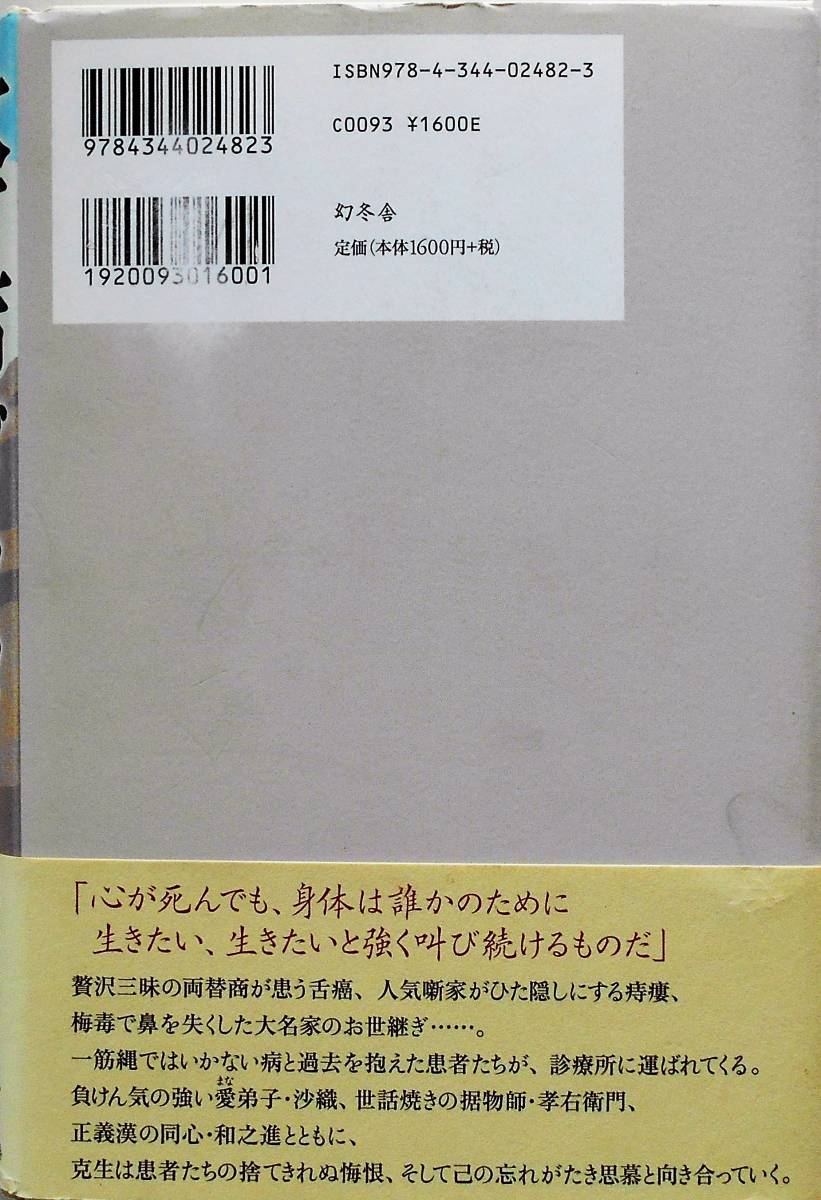 ISBN978-4-344-02482-3
C0093 ¥1600E
9784344024823
幻冬舎
定価(本体1600円+税)
1920093016001
「心が死んでも、身体は誰かのために
生きたい、生きたいと強く叫び続けるものだ」
贅沢三昧の両替商が患う舌癌、人気噺家がひた隠しにする痔瘻、
梅毒で鼻を失くした大名家のお世継ぎ……。
一筋縄ではいかない病と過去を抱えた患者たちが、診療所に運ばれてくる。
まな
負けん気の強い愛弟子・沙織、世話焼きの据物師・孝右衛門、
正義漢の同心・和之進とともに、
克生は患者たちの捨てきれぬ悔恨、そして己の忘れがたき思慕と向き合っていく。